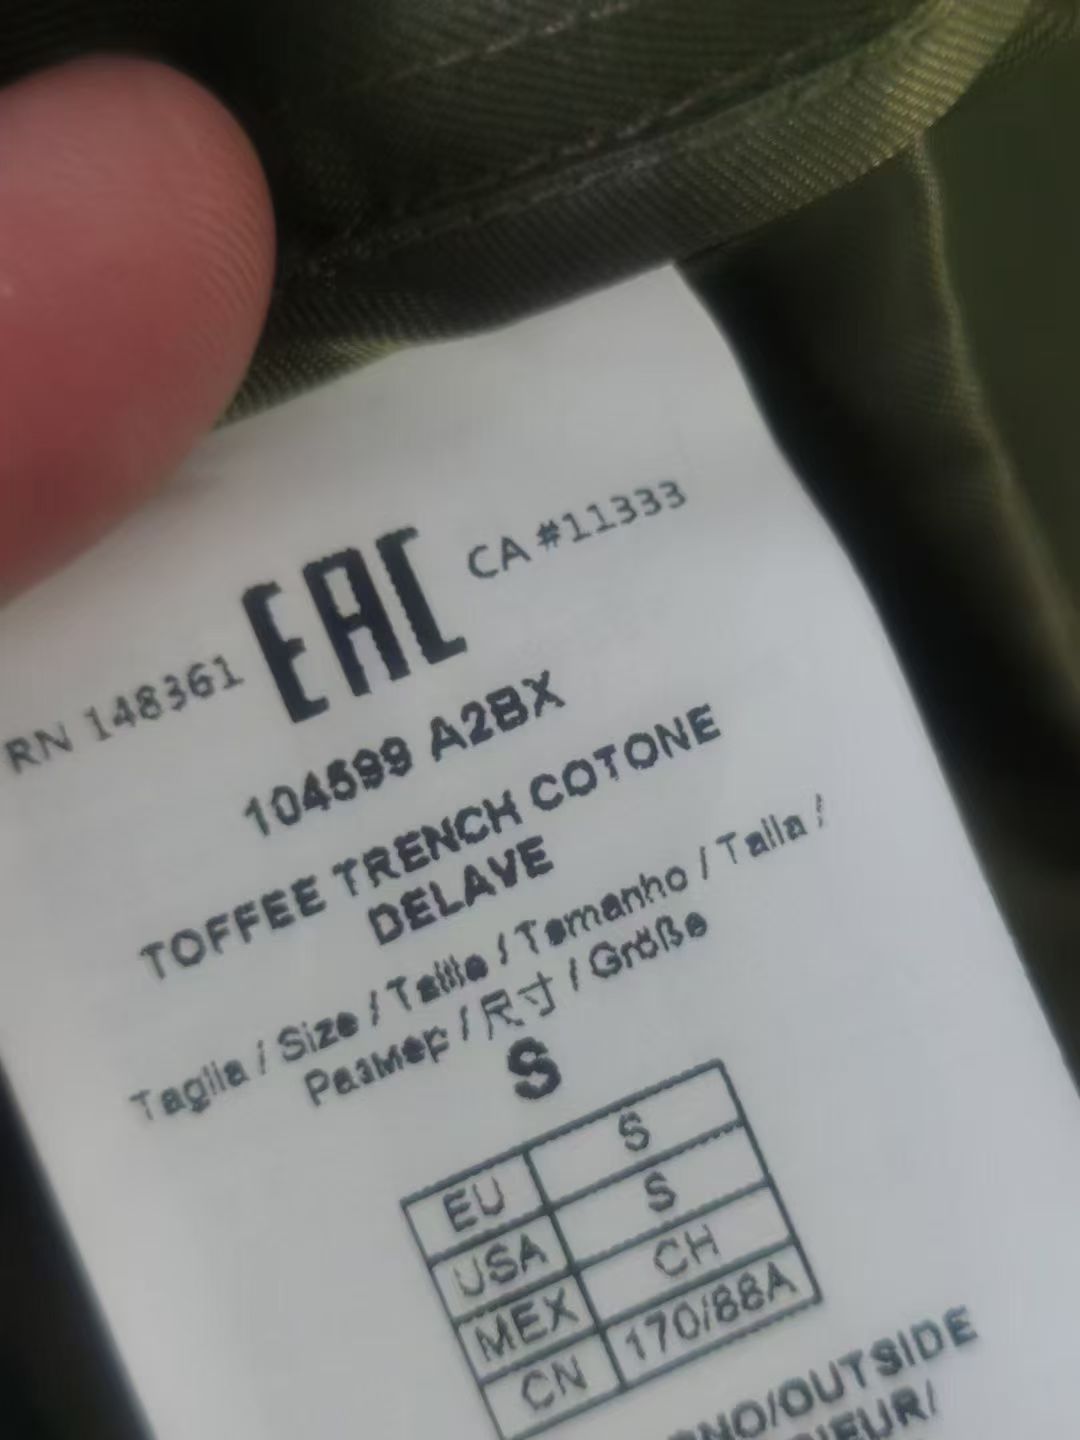 RN 148361 EAC CA #11333
104599 A2BX
TOFFEE TRENCH COTONE
DELAVE
Taglia / Size / Taille / Tamanho / Talla /
Размер / 尺寸 / Größe
S
EU S
USA S
MEX CH
CN 170/88A